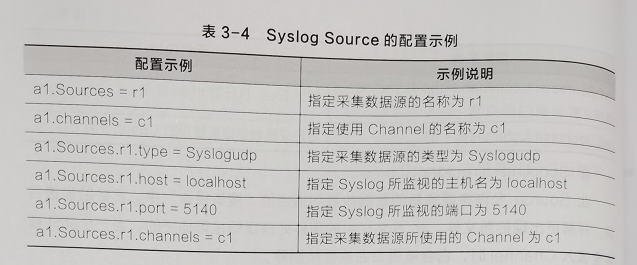 表 3-4 Syslog Source 的配置示例
配置示例 示例说明
a1.Sources = r1 指定采集数据源的名称为 r1
a1.channels = c1 指定使用 Channel 的名称为 c1
a1.Sources.r1.type = Syslogudp 指定采集数据源的类型为 Syslogudp
a1.Sources.r1.host = localhost 指定 Syslog 所监视的主机名为 localhost
a1.Sources.r1.port = 5140 指定 Syslog 所监视的端口为 5140
a1.Sources.r1.channels = c1 指定采集数据源所使用的 Channel 为 c1